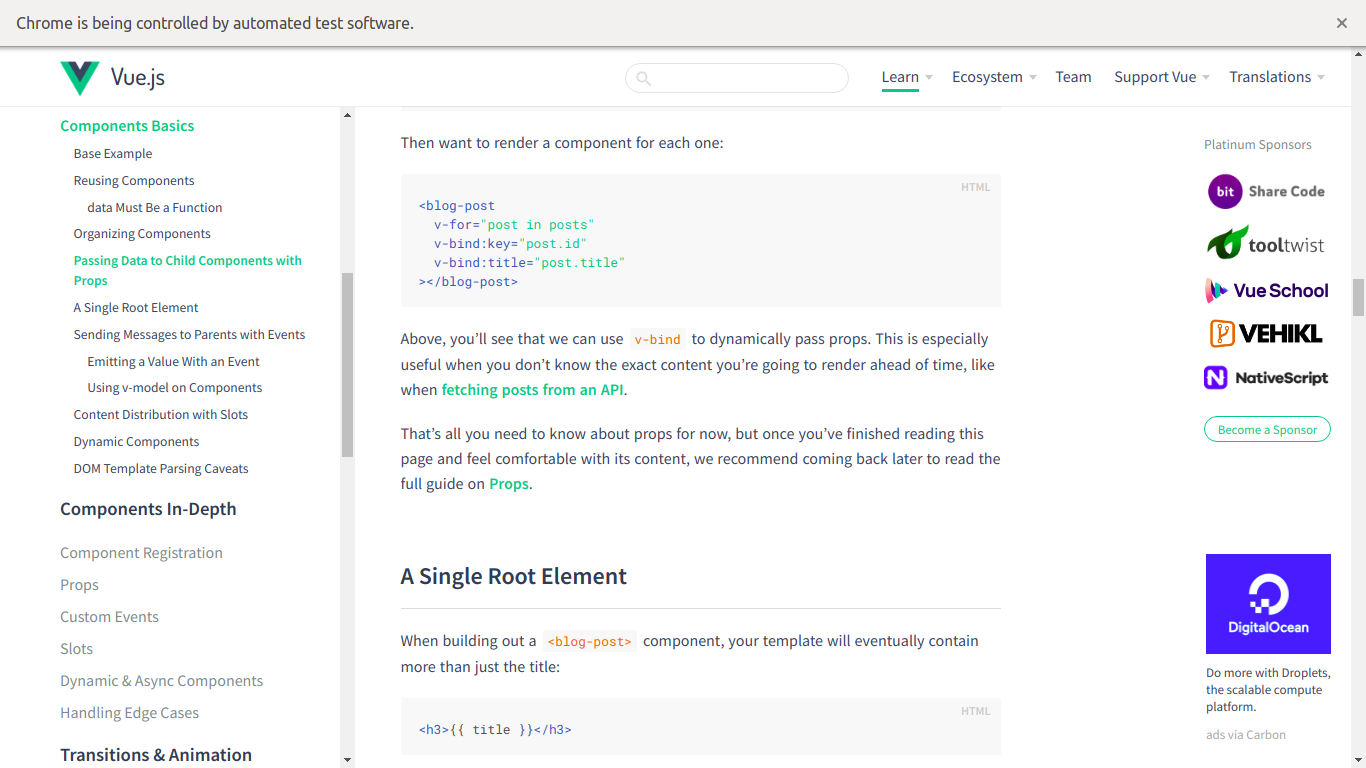 Chrome is being controlled by automated test software.
Vue.js
Learn
Ecosystem
Team
Support Vue
Translations
Components Basics
Base Example
Reusing Components
data Must Be a Function
Organizing Components
Passing Data to Child Components with
Props
A Single Root Element
Sending Messages to Parents with Events
Emitting a Value With an Event
Using v-model on Components
Content Distribution with Slots
Dynamic Components
DOM Template Parsing Caveats
Components In-Depth
Component Registration
Props
Custom Events
Slots
Dynamic & Async Components
Handling Edge Cases
Transitions & Animation
Then want to render a component for each one:
HTML
<blog-post
v-for="post in posts"
v-bind:key="post.id"
v-bind:title="post.title"
></blog-post>
Above, you’ll see that we can use v-bind to dynamically pass props. This is especially
useful when you don’t know the exact content you’re going to render ahead of time, like
when fetching posts from an API.
That’s all you need to know about props for now, but once you’ve finished reading this
page and feel comfortable with its content, we recommend coming back later to read the
full guide on Props.
A Single Root Element
When building out a <blog-post> component, your template will eventually contain
more than just the title:
HTML
<h3>{{ title }}</h3>
Platinum Sponsors
bit Share Code
tooltwist
Vue School
VEHIKL
NativeScript
Become a Sponsor
DigitalOcean
Do more with Droplets,
the scalable compute
platform.
ads via Carbon